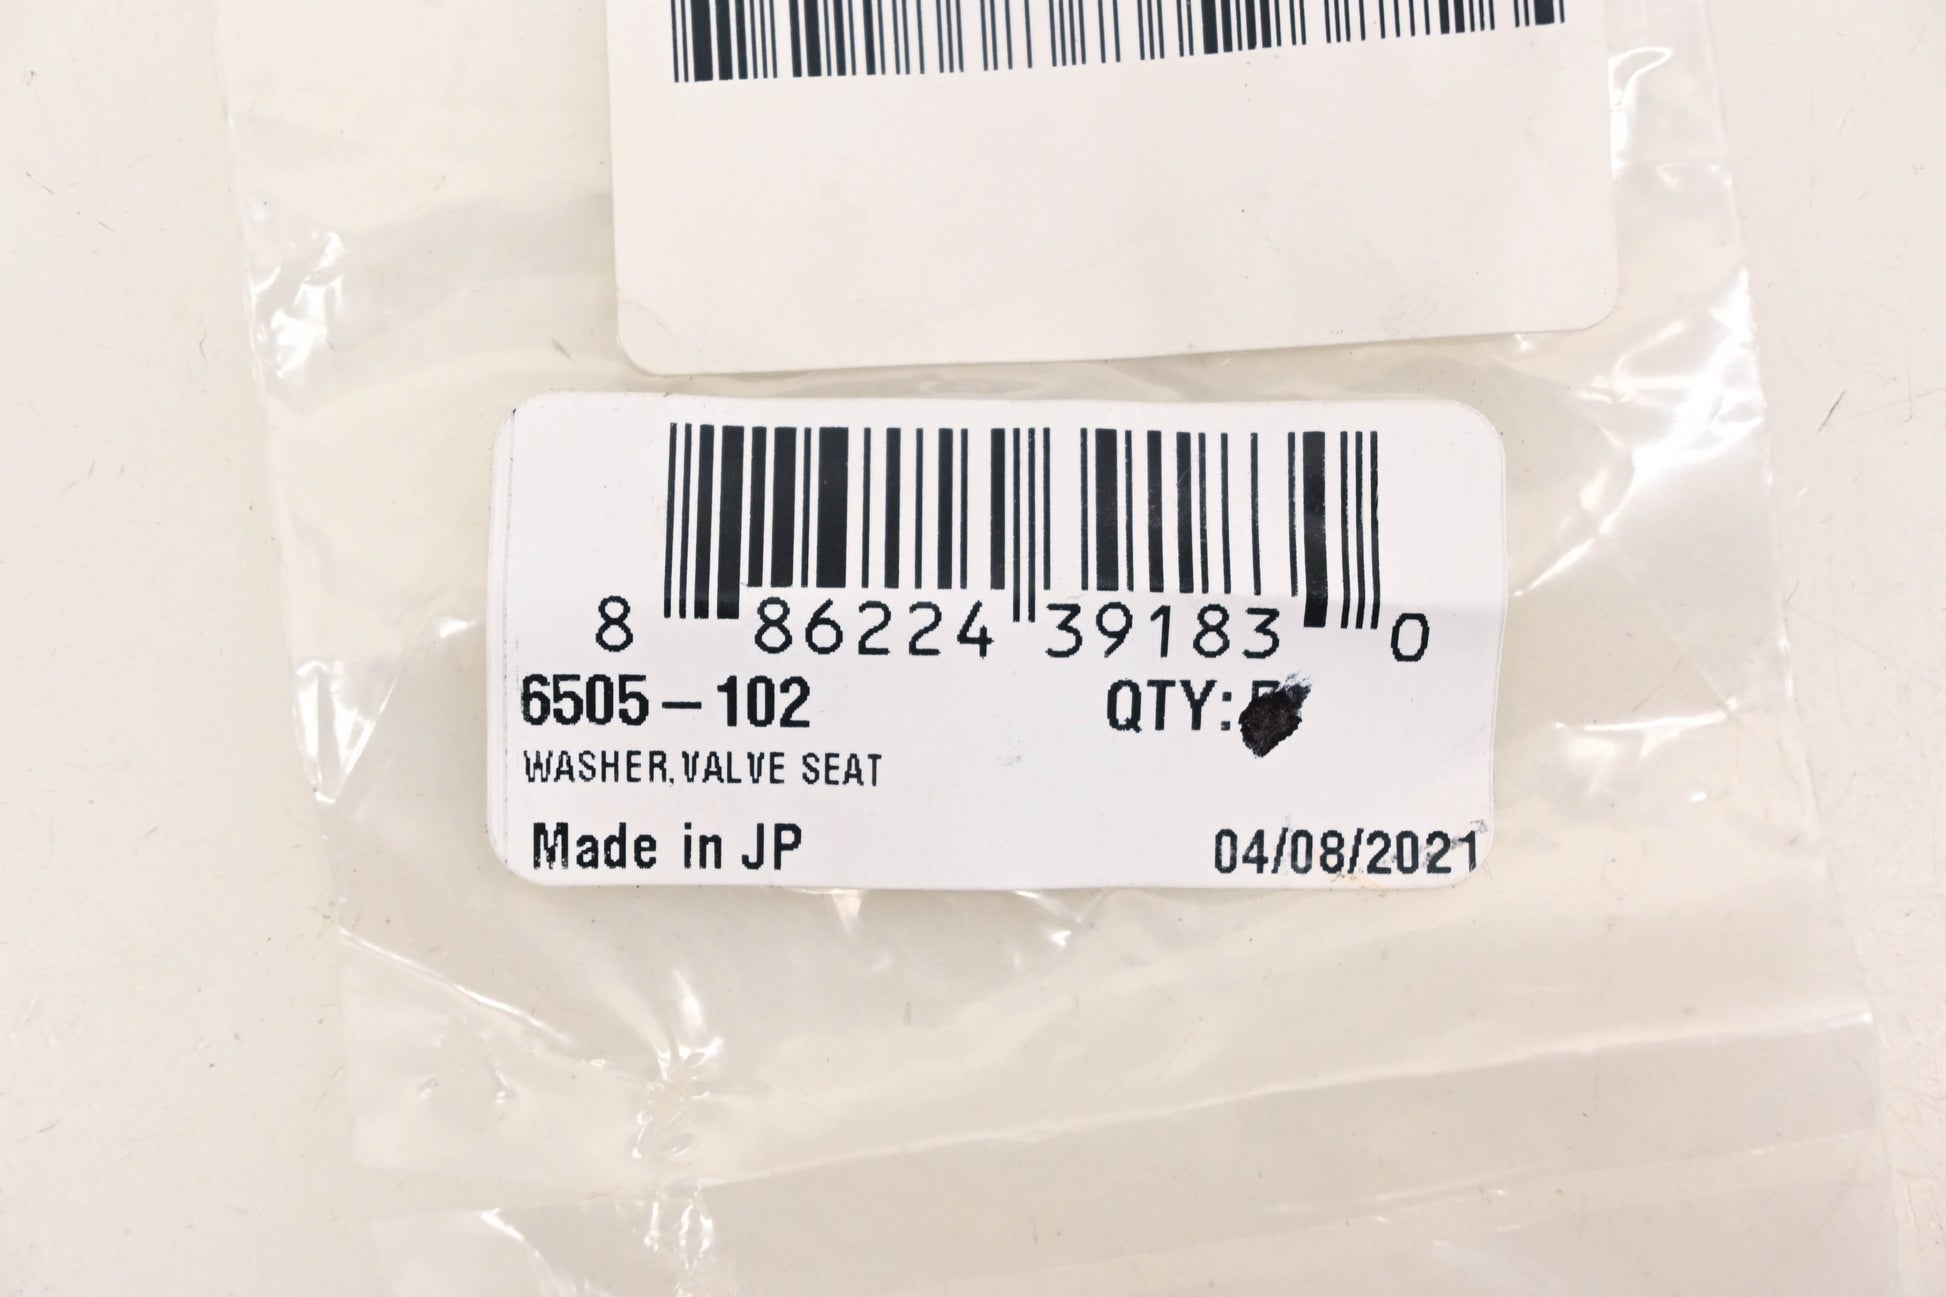 8 86224 39183 0
6505-102 QTY:
WASHER,VALVE SEAT
Made in JP 04/08/2021